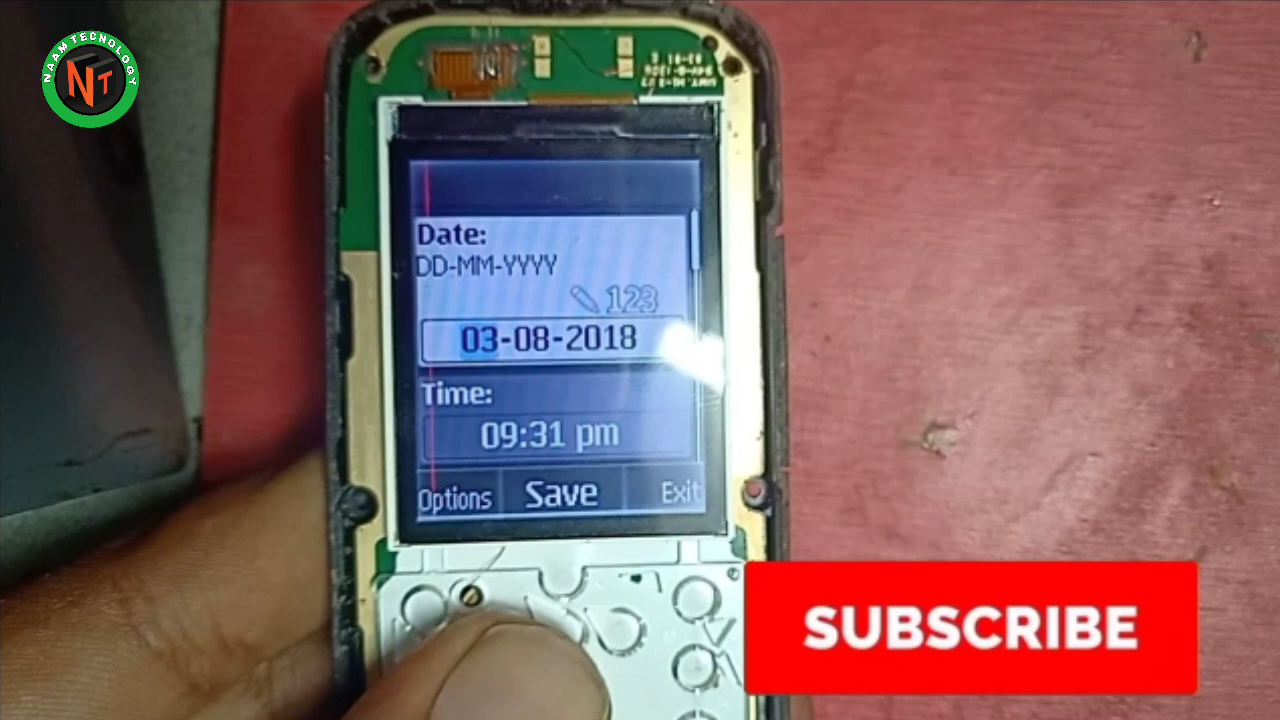 NAAM TECNOLOGY
NT
Date:
DD-MM-YYYY
123
03-08-2018
Time:
09:31 pm
Options Save Exit
SUBSCRIBE